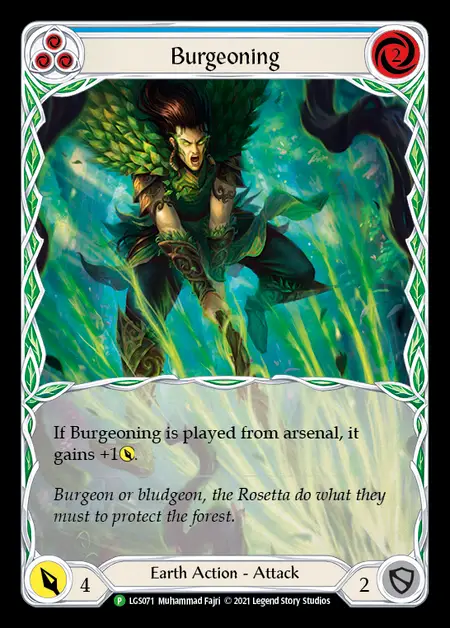 Burgeoning
2
If Burgeoning is played from arsenal, it
gains +1.
Burgeon or bludgeon, the Rosetta do what they
must to protect the forest.
4
Earth Action - Attack
2
P LGS071 Muhammad Fajri © 2021 Legend Story Studios